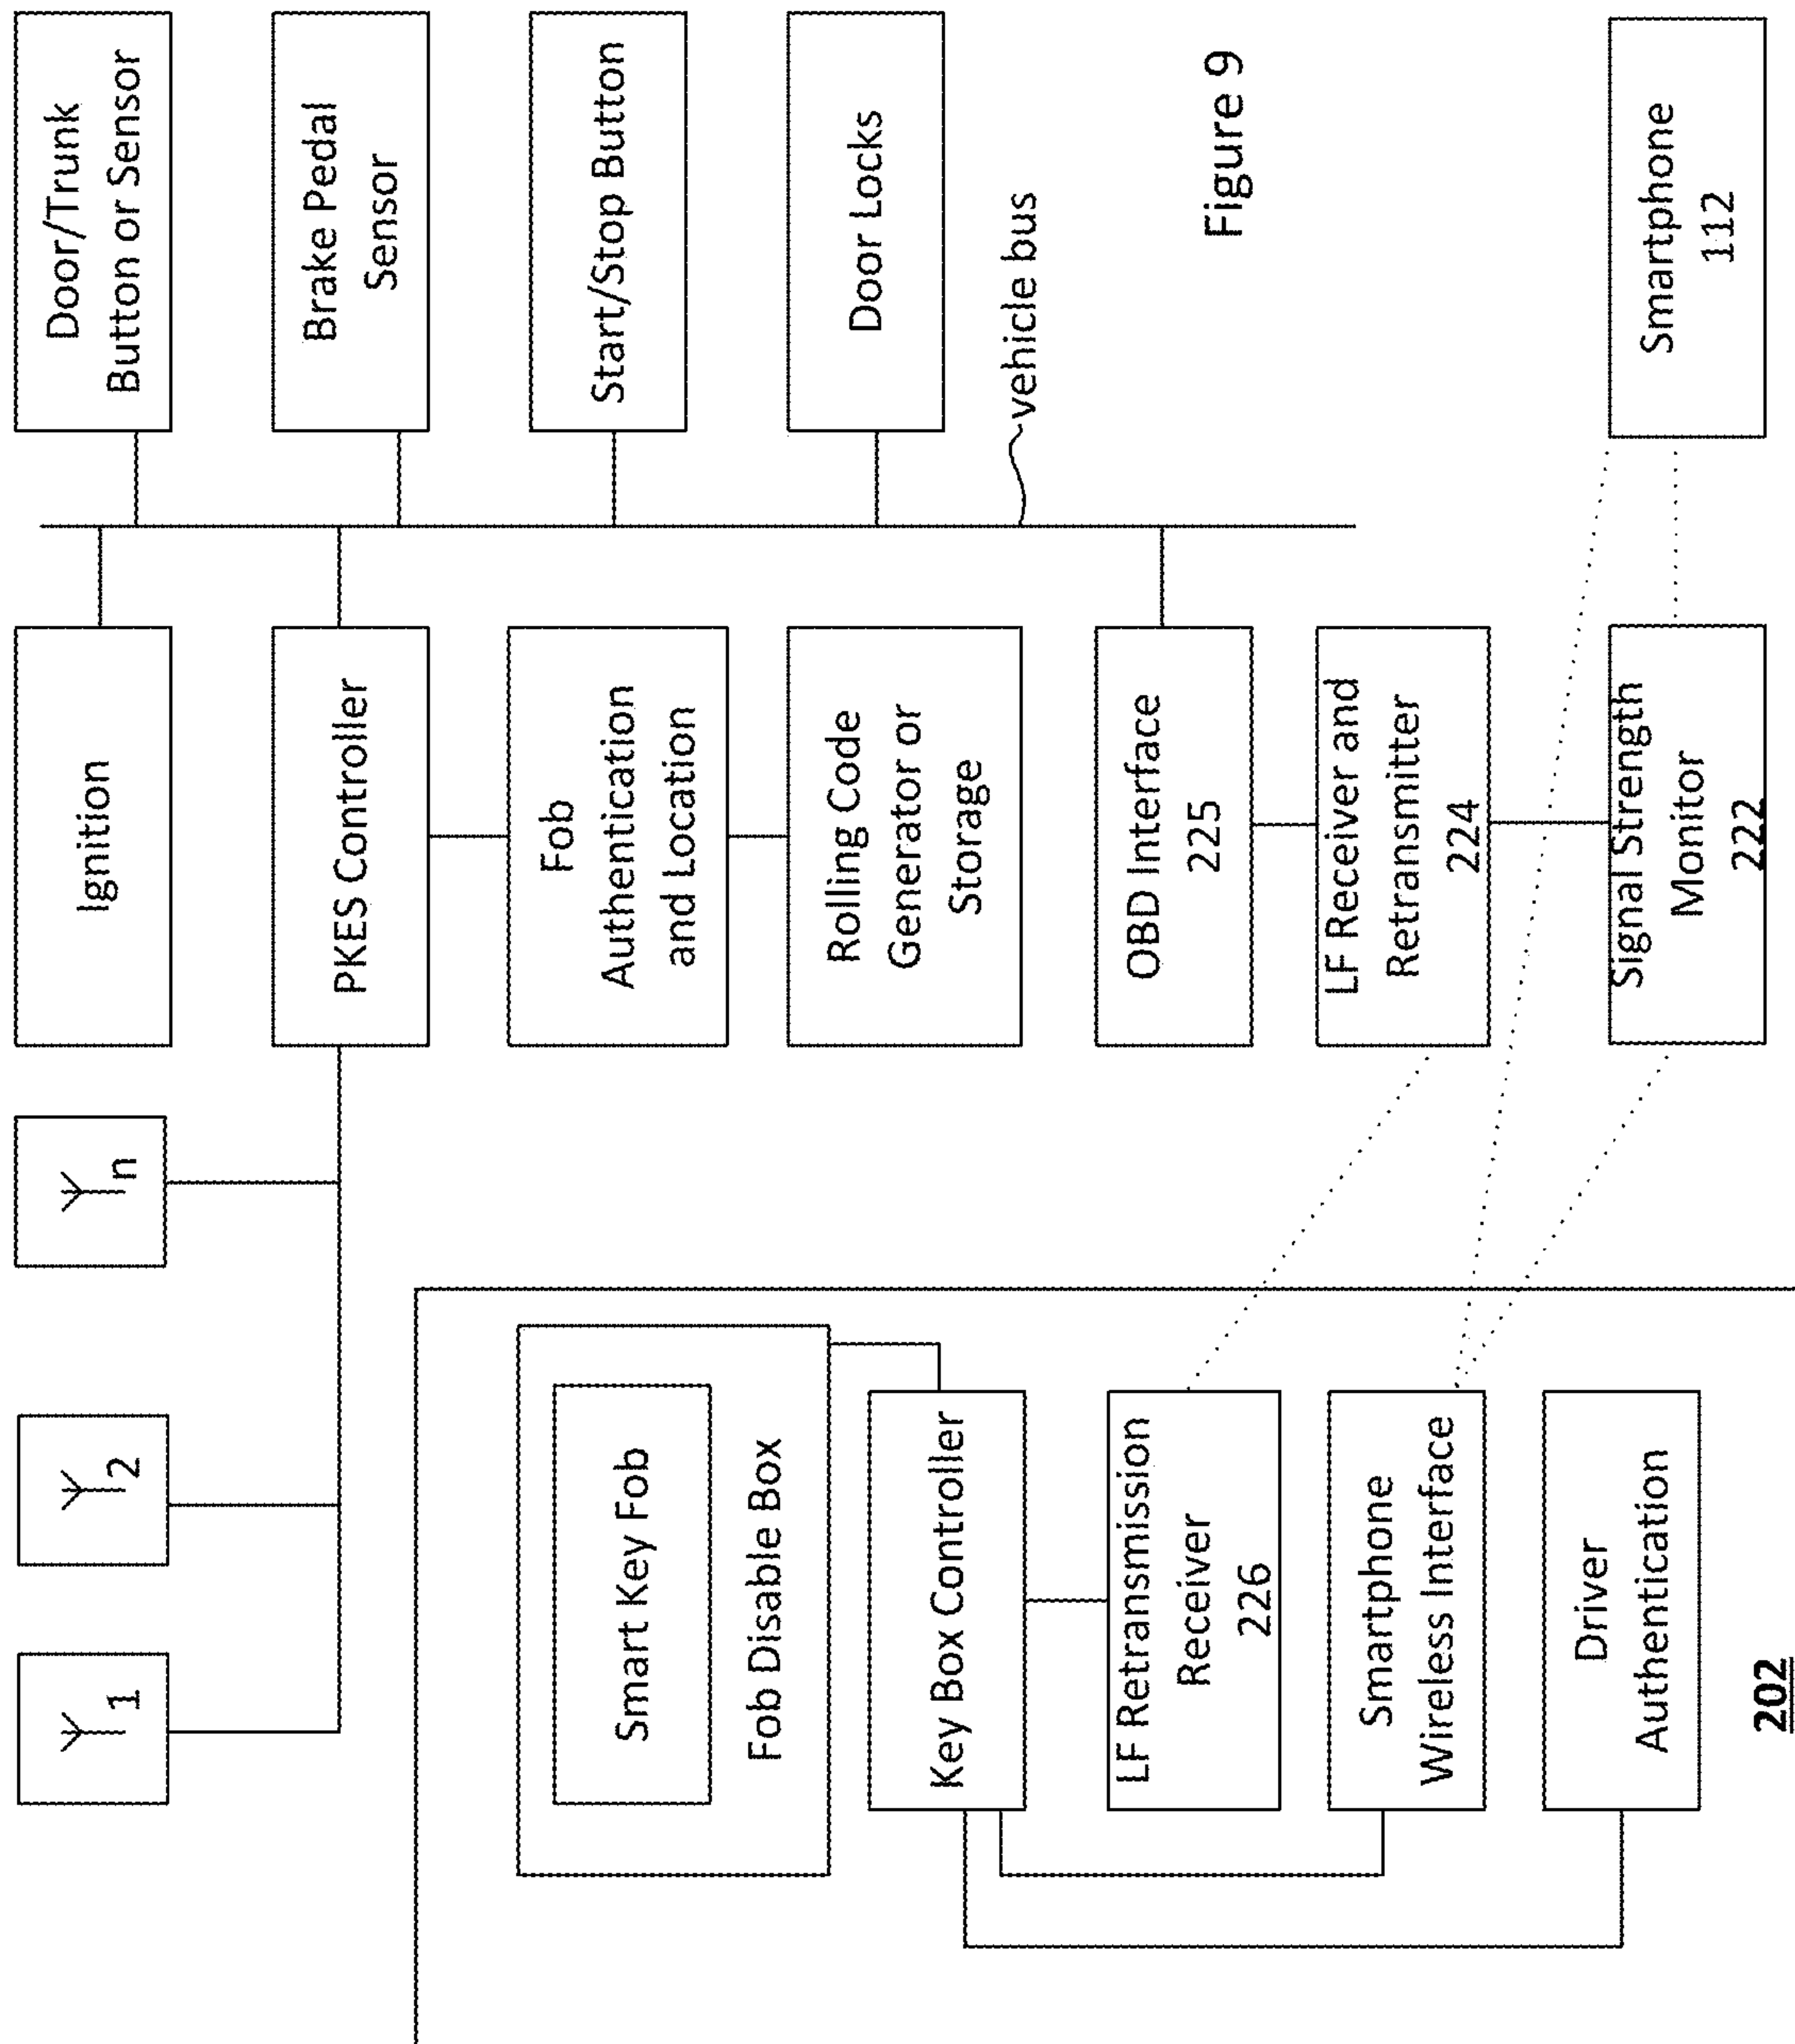 1
2
n
Ignition
Door/Trunk
Button or Sensor
PKES Controller
Brake Pedal
Sensor
Fob
Authentication
and Location
Start/Stop Button
Rolling Code
Generator or
Storage
Door Locks
vehicle bus
Smart Key Fob
Fob Disable Box
Key Box Controller
OBD Interface
225
LF Retransmission
Receiver
226
LF Receiver and
Retransmitter
224
Figure 9
Smartphone
Wireless Interface
Driver
Authentication
Signal Strength
Monitor
222
Smartphone
112
202